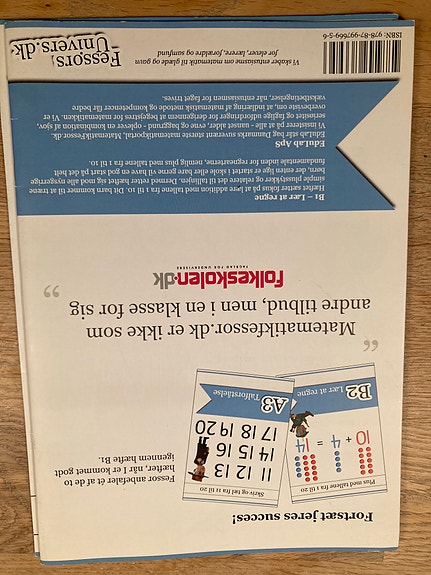 Fortsæt jeres succes!
Fessor anbefaler af de to
hæfter, når I er kommet godt
igennem hæfte B1.
Skriv og tæl fra 11 til 20
11 12 13
14 15 16
17 18 19 20
A3
Talforståelse
Plus med tallene fra 1 til 20
10 + 4 = 14
B2
Lær at regne
"
Matematikfessor.dk er ikke som
andre tilbud, men i en klasse for sig
"
folkeskolen.dk
FAGBLAD FOR UNDERVISERE
B1 – Lær at regne
Hæftet sætter fokus på at lære addition med tallene fra 1 til 10. Dit barn kommer til at træne
simple plusstykker og relatere det til tallinjen. Dermed retter hæftet sig mod alle nysgerrige
børn, der enten lige er startet i skole eller bare gerne vil have en god start på det helt
fundamentale inden for regnearterne, nemlig plus med tallene fra 1 til 10.
EduLab ApS
EduLab står bag Danmarks suverænt største matematikportal, Matematikfessor.dk.
Vi insisterer på at alle - uanset alder, evne og baggrund - oplever en kombination af sjov,
seriøsitet og faglige udfordringer for derigennem at begejstres for matematikken. Vi er
overbeviste om, at indlæring af matematisk metode og kompetencer får bedre
vækstbetingelser, når entusiasmen for faget trives.
Vi skaber entusiasme om matematik til glæde og gavn
for elever, lærere, forældre og samfund
Fessors
Univers.dk
ISBN: 978-87-997669-5-6